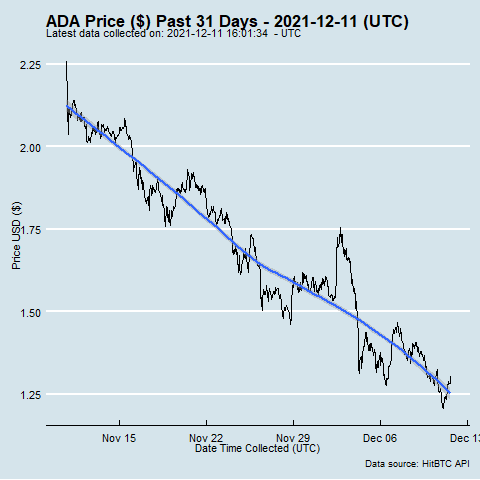 ADA Price ($) Past 31 Days - 2021-12-11 (UTC)
Latest data collected on: 2021-12-11 16:01:34 - UTC
2.25
2.00
1.75
1.50
1.25
Price USD ($)
Nov 15 Nov 22 Nov 29 Dec 06 Dec 13
Date Time Collected (UTC)
Data source: HitBTC API